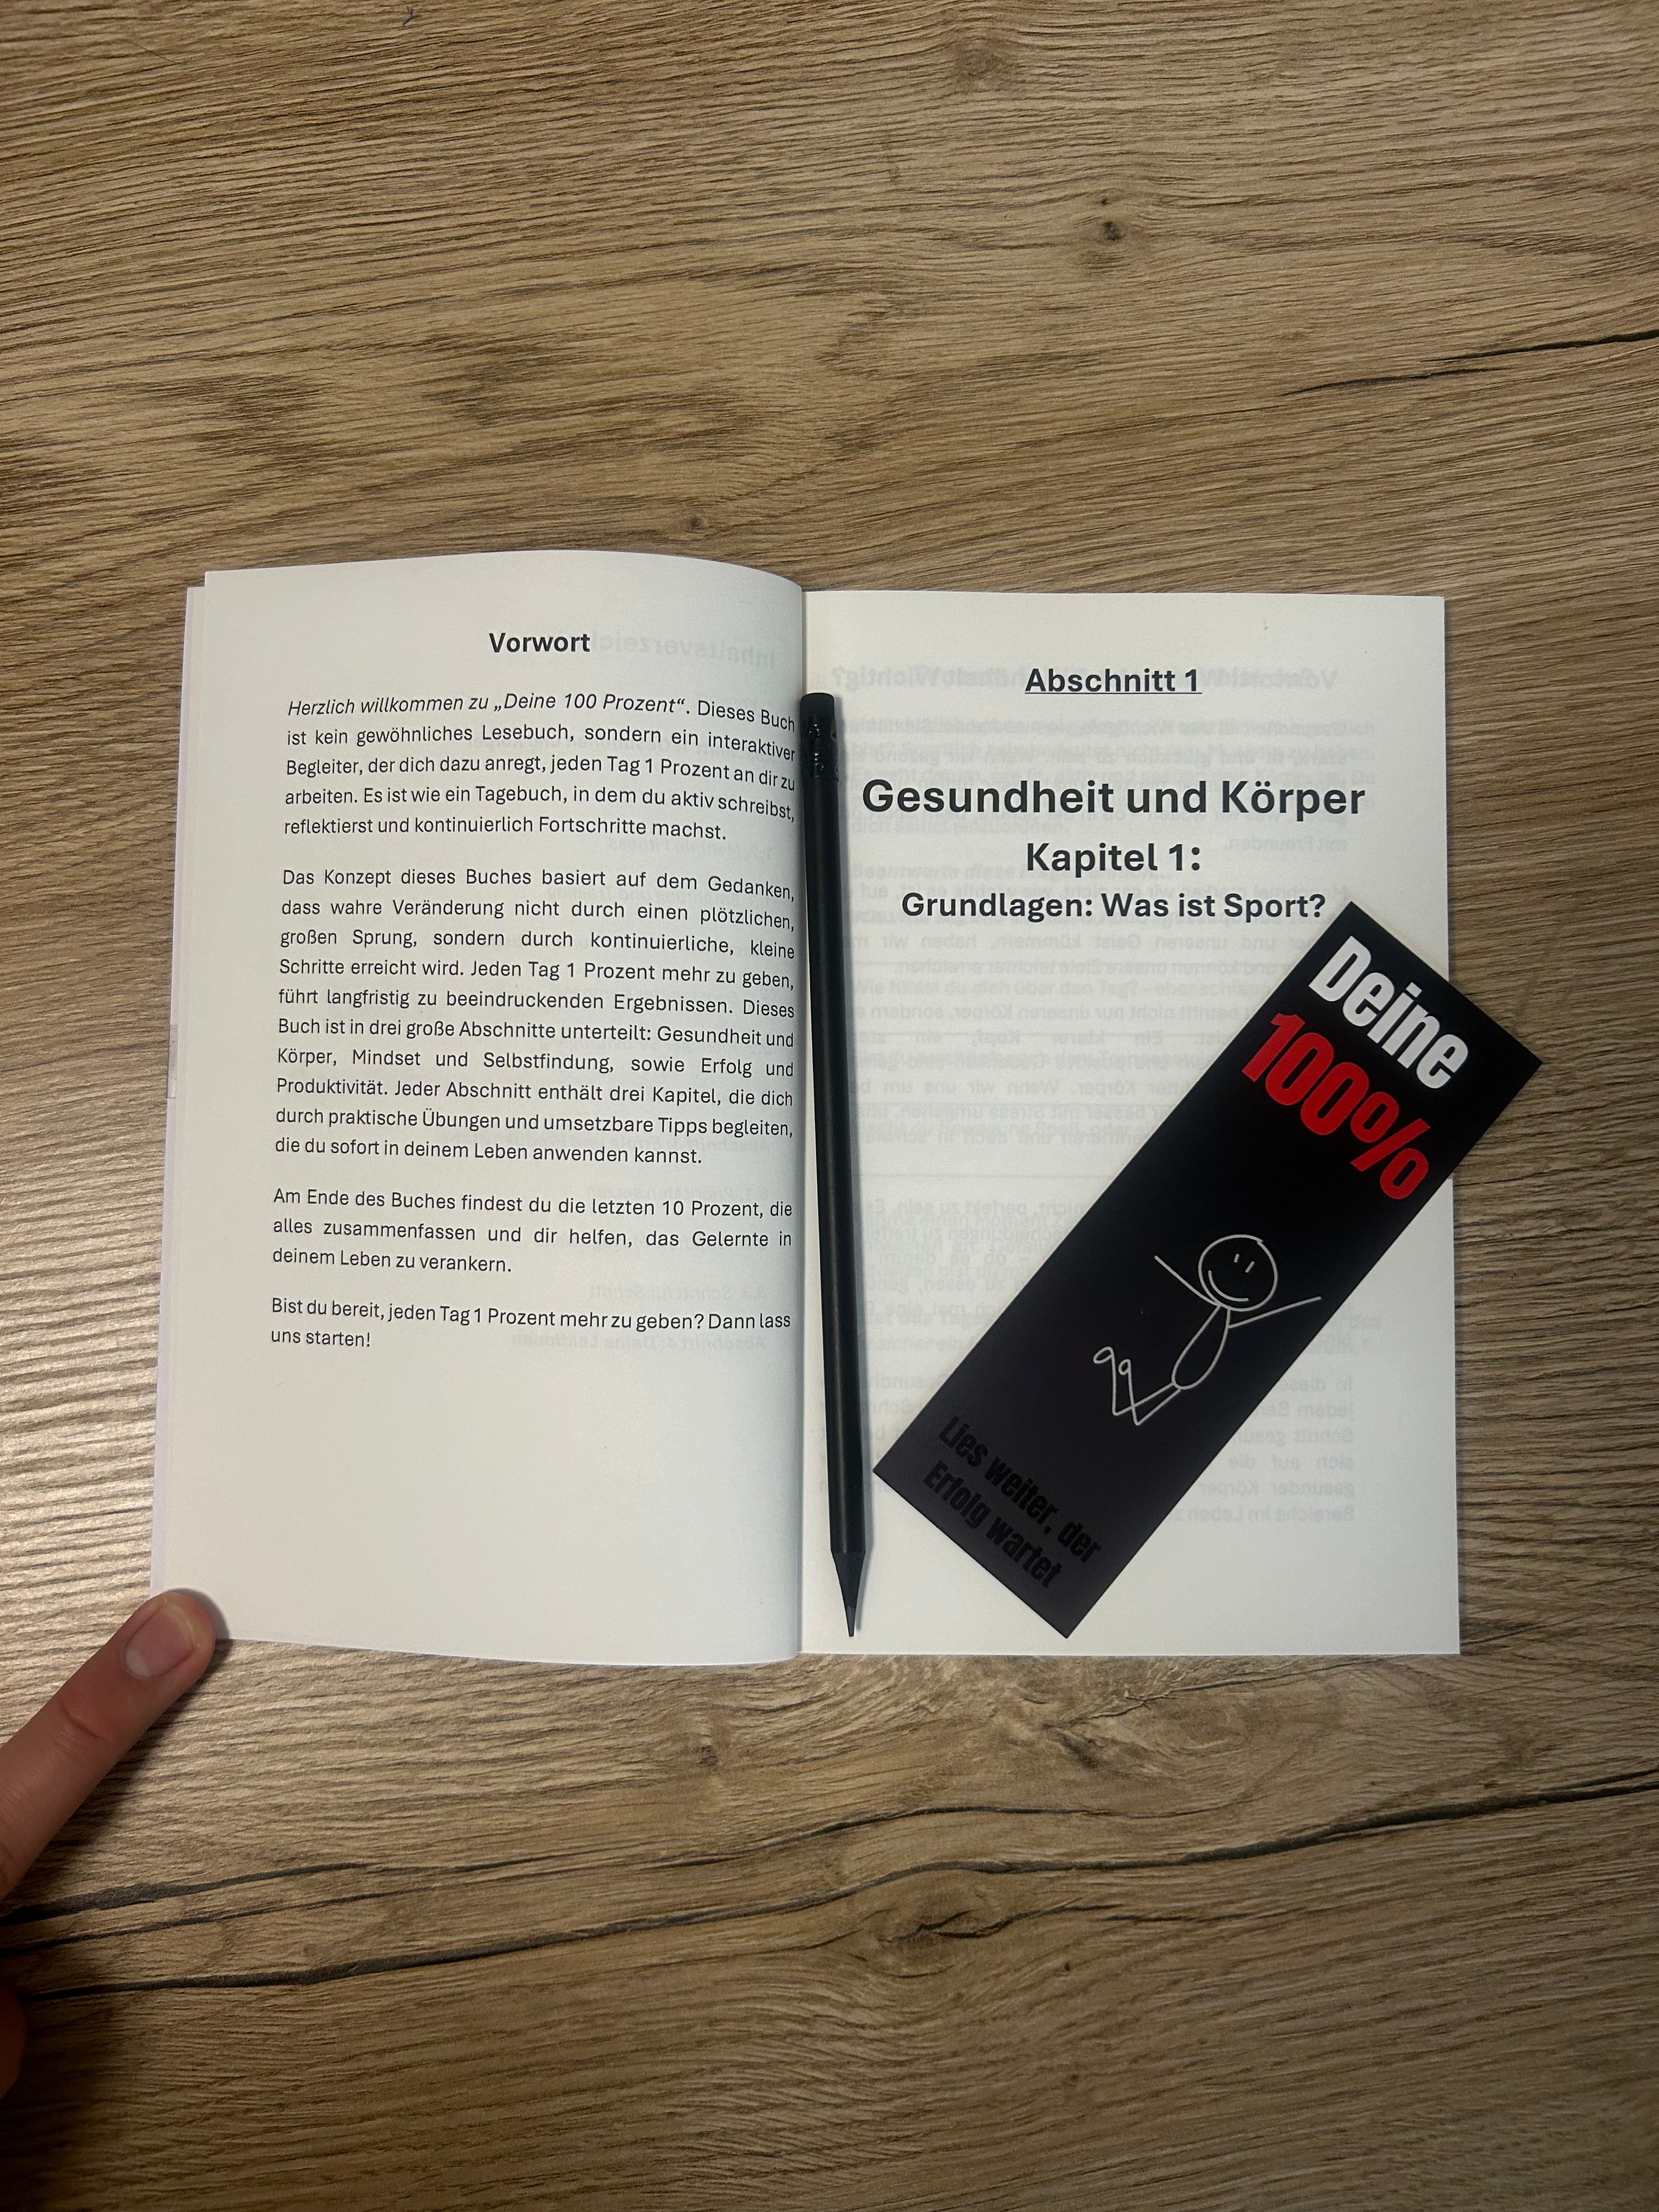 Vorwort
Herzlich willkommen zu „Deine 100 Prozent“. Dieses Buch
ist kein gewöhnliches Lesebuch, sondern ein interaktiver
Begleiter, der dich dazu anregt, jeden Tag 1 Prozent an dir zu
arbeiten. Es ist wie ein Tagebuch, in dem du aktiv schreibst,
reflektierst und kontinuierlich Fortschritte machst.
Das Konzept dieses Buches basiert auf dem Gedanken,
dass wahre Veränderung nicht durch einen plötzlichen,
großen Sprung, sondern durch kontinuierliche, kleine
Schritte erreicht wird. Jeden Tag 1 Prozent mehr zu geben,
führt langfristig zu beeindruckenden Ergebnissen. Dieses
Buch ist in drei große Abschnitte unterteilt: Gesundheit und
Körper, Mindset und Selbstfindung, sowie Erfolg und
Produktivität. Jeder Abschnitt enthält drei Kapitel, die dich
durch praktische Übungen und umsetzbare Tipps begleiten,
die du sofort in deinem Leben anwenden kannst.
Am Ende des Buches findest du die letzten 10 Prozent, die
alles zusammenfassen und dir helfen, das Gelernte in
deinem Leben zu verankern.
Bist du bereit, jeden Tag 1 Prozent mehr zu geben? Dann lass
uns starten!
Abschnitt 1
Gesundheit und Körper
Kapitel 1:
Grundlagen: Was ist Sport?
Deine
100%
Lies weiter, der
Erfolg wartet